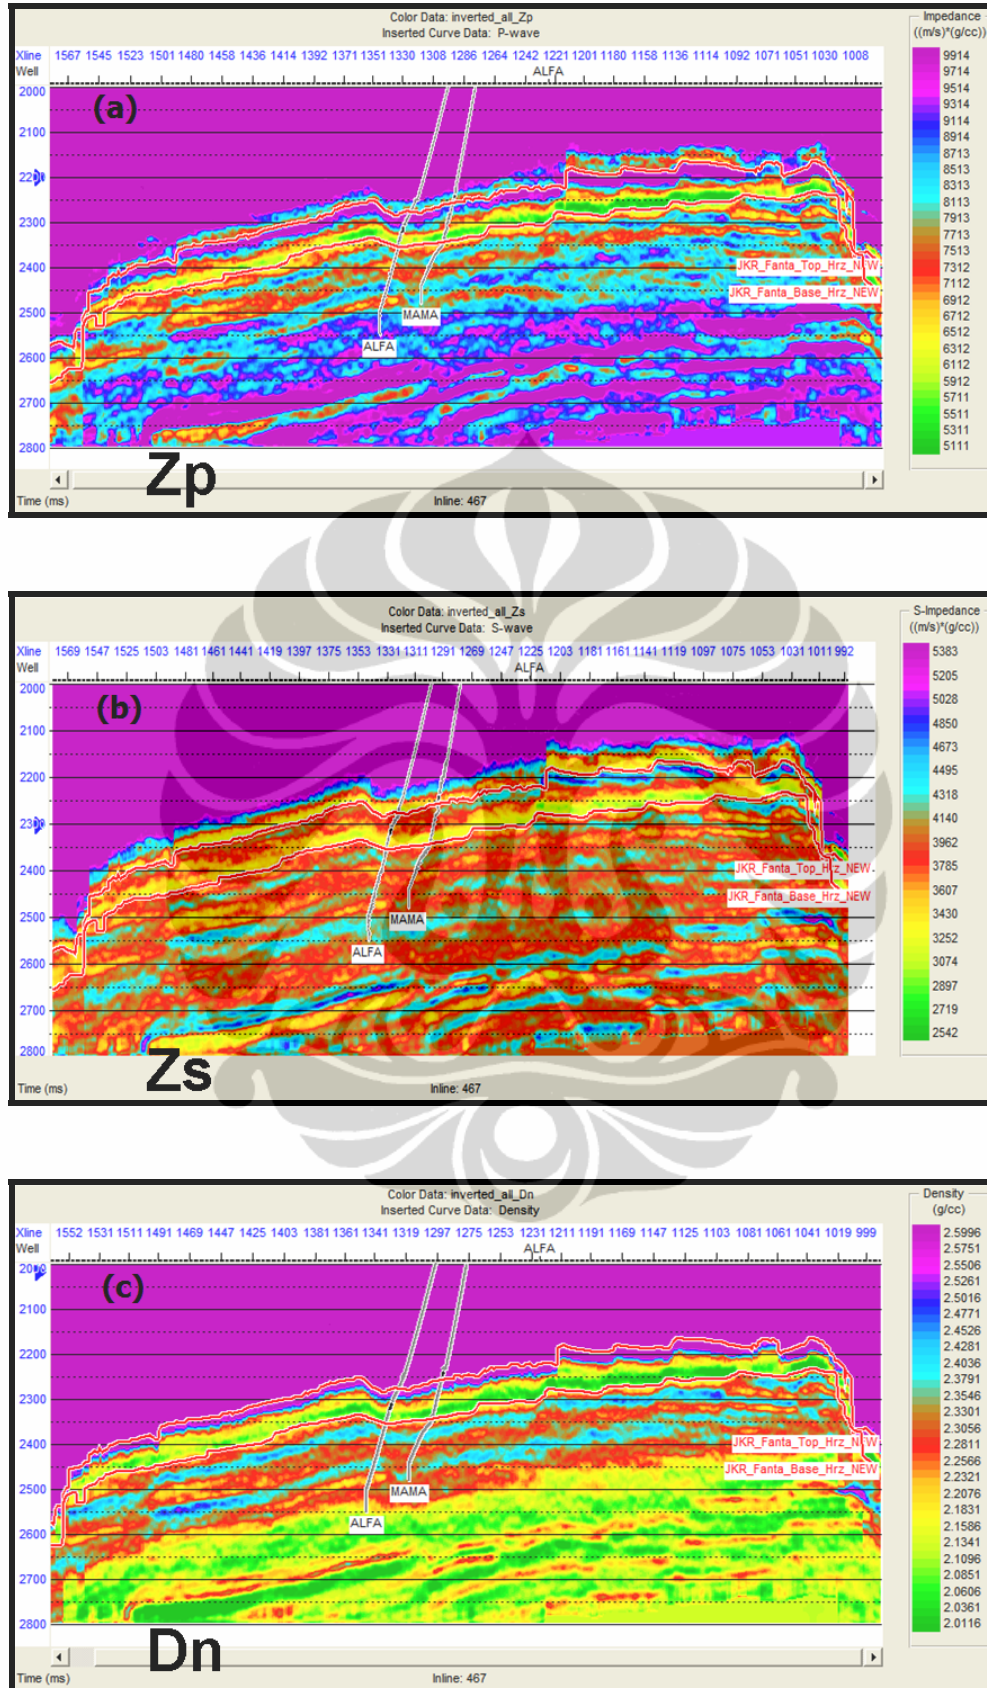 Color Data: inverted_all_Zp
Inserted Curve Data: P-wave
Impedance
((m/s)*(g/cc))
Xline 1567 1545 1523 1501 1480 1458 1436 1414 1392 1371 1351 1330 1308 1286 1264 1242 1221 1201 1180 1158 1136 1114 1092 1071 1051 1030 1008
Well ALFA
(a)
2000
2100
2200
2300
2400
2500
2600
2700
2800
JKR_Fanta_Top_Hrz_NEW
JKR_Fanta_Base_Hrz_NEW
MAMA
ALFA
9914
9714
9514
9314
9114
8914
8713
8513
8313
8113
7913
7713
7513
7312
7112
6912
6712
6512
6312
6112
5912
5711
5511
5311
5111
Zp
Time (ms) Inline: 467
Color Data: inverted_all_Zs
Inserted Curve Data: S-wave
S-Impedance
((m/s)*(g/cc))
Xline 1569 1547 1525 1503 1481 1461 1441 1419 1397 1375 1353 1331 1311 1291 1269 1247 1225 1203 1181 1161 1141 1119 1097 1075 1053 1031 1011 992
Well ALFA
(b)
2000
2100
2200
2300
2400
2500
2600
2700
2800
JKR_Fanta_Top_Hrz_NEW
JKR_Fanta_Base_Hrz_NEW
MAMA
ALFA
5383
5205
5028
4850
4673
4495
4318
4140
3962
3785
3607
3430
3252
3074
2897
2719
2542
Zs
Time (ms) Inline: 467
Color Data: inverted_all_Dn
Inserted Curve Data: Density
Density
(g/cc)
Xline 1552 1531 1511 1491 1469 1447 1425 1403 1381 1361 1341 1319 1297 1275 1253 1231 1211 1191 1169 1147 1125 1103 1081 1061 1041 1019 999
Well ALFA
(c)
2000
2100
2200
2300
2400
2500
2600
2700
2800
JKR_Fanta_Top_Hrz_NEW
JKR_Fanta_Base_Hrz_NEW
MAMA
ALFA
2.5996
2.5751
2.5506
2.5261
2.5016
2.4771
2.4526
2.4281
2.4036
2.3791
2.3546
2.3301
2.3056
2.2811
2.2566
2.2321
2.2076
2.1831
2.1586
2.1341
2.1096
2.0851
2.0606
2.0361
2.0116
Dn
Time (ms) Inline: 467